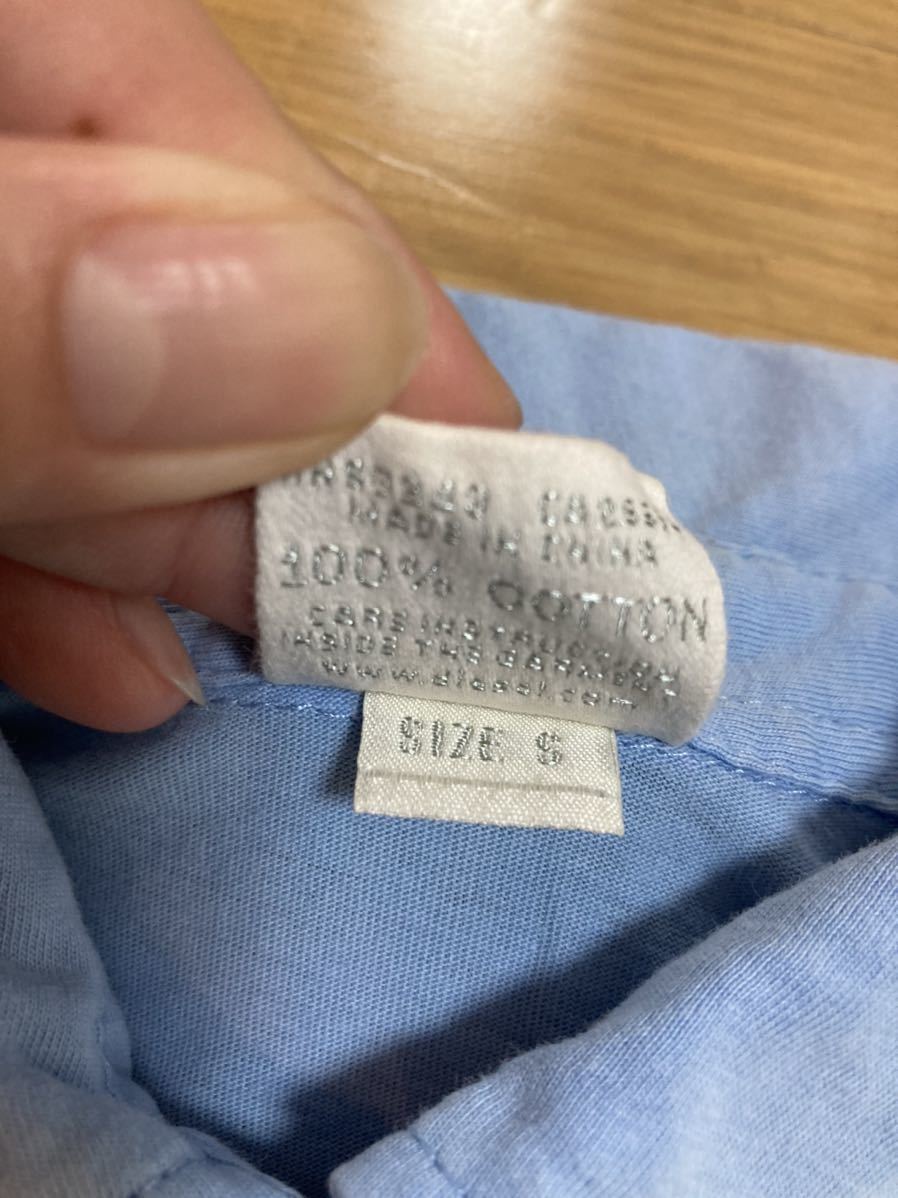 MADE IN CHINA
100% COTTON
CARE INSTRUCTION
INSIDE THE GARMENT
www.diesel.com
SIZE S